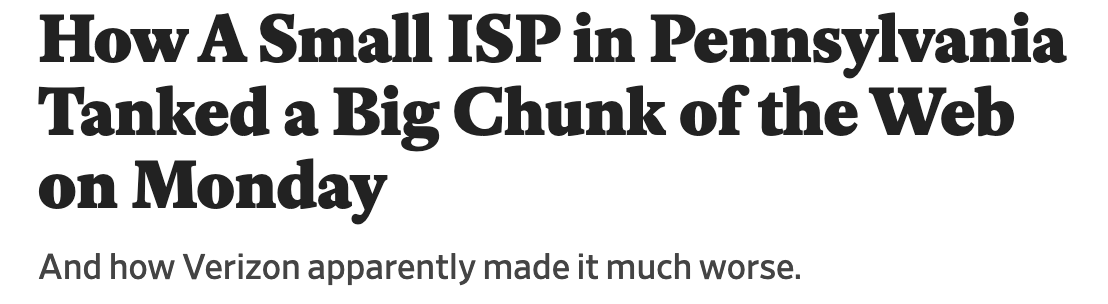 How A Small ISP in Pennsylvania
Tanked a Big Chunk of the Web
on Monday
And how Verizon apparently made it much worse.